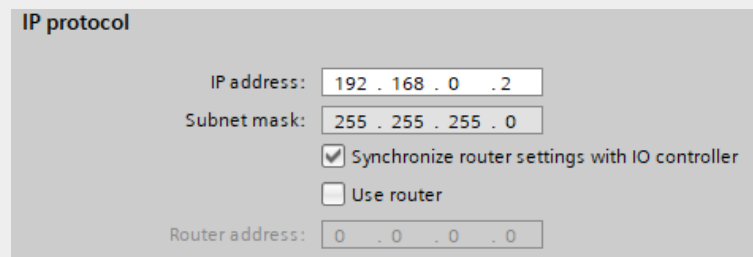 IP protocol
IP address: 192 . 168 . 0 . 2
Subnet mask: 255 . 255 . 255 . 0
Synchronize router settings with IO controller
Use router
Router address: 0 . 0 . 0 . 0